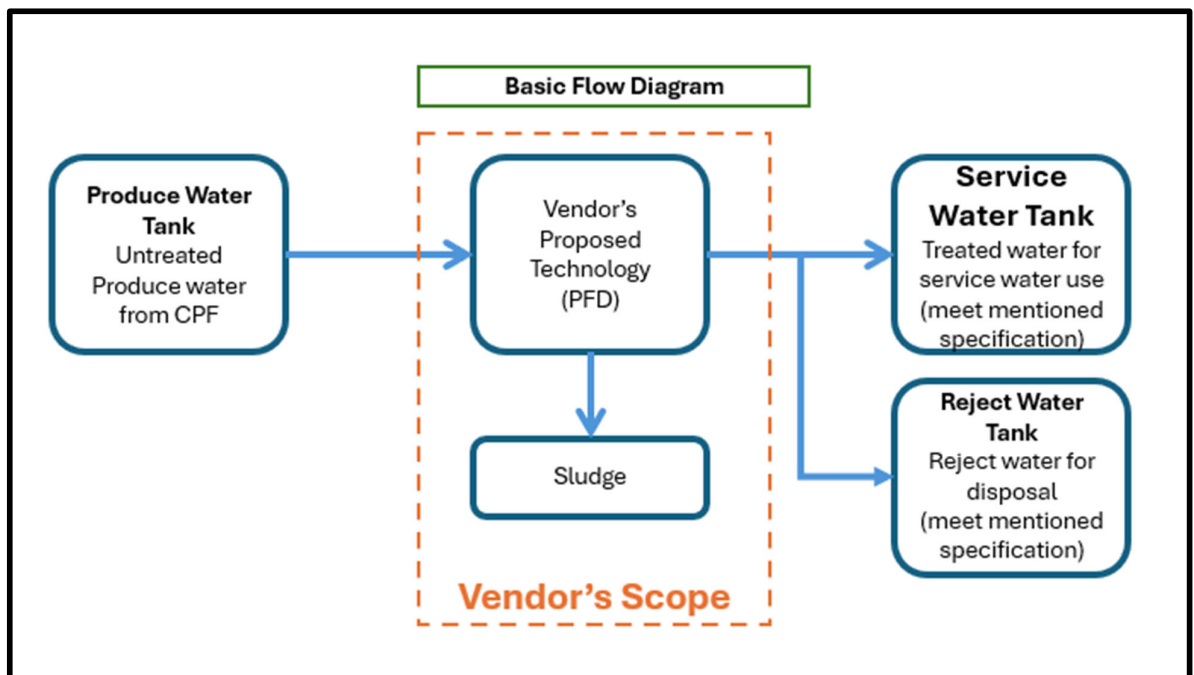 Basic Flow Diagram
Produce Water
Tank
Untreated
Produce water
from CPF
Vendor’s
Proposed
Technology
(PFD)
Service
Water Tank
Treated water for
service water use
(meet mentioned
specification)
Sludge
Reject Water
Tank
Reject water for
disposal
(meet mentioned
specification)
Vendor’s Scope